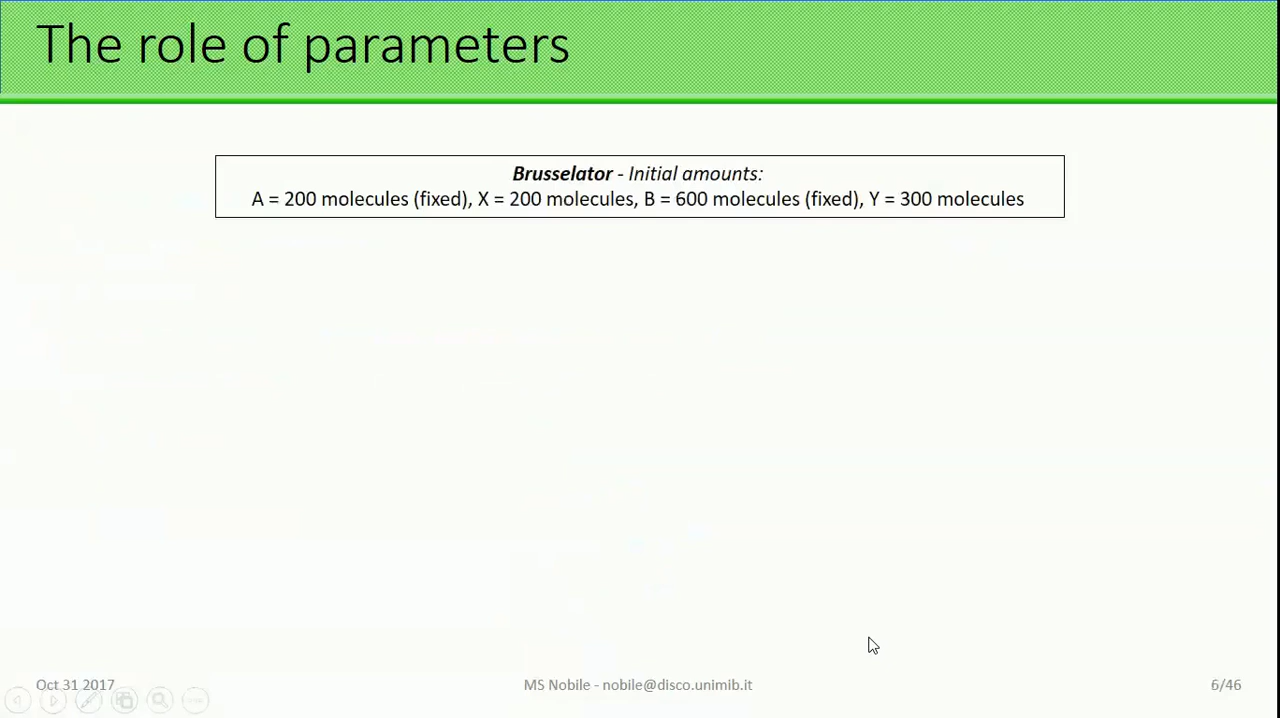 The role of parameters
Brusselator - Initial amounts:
A = 200 molecules (fixed), X = 200 molecules, B = 600 molecules (fixed), Y = 300 molecules
Oct 31 2017
MS Nobile - nobile@disco.unimib.it
6/46